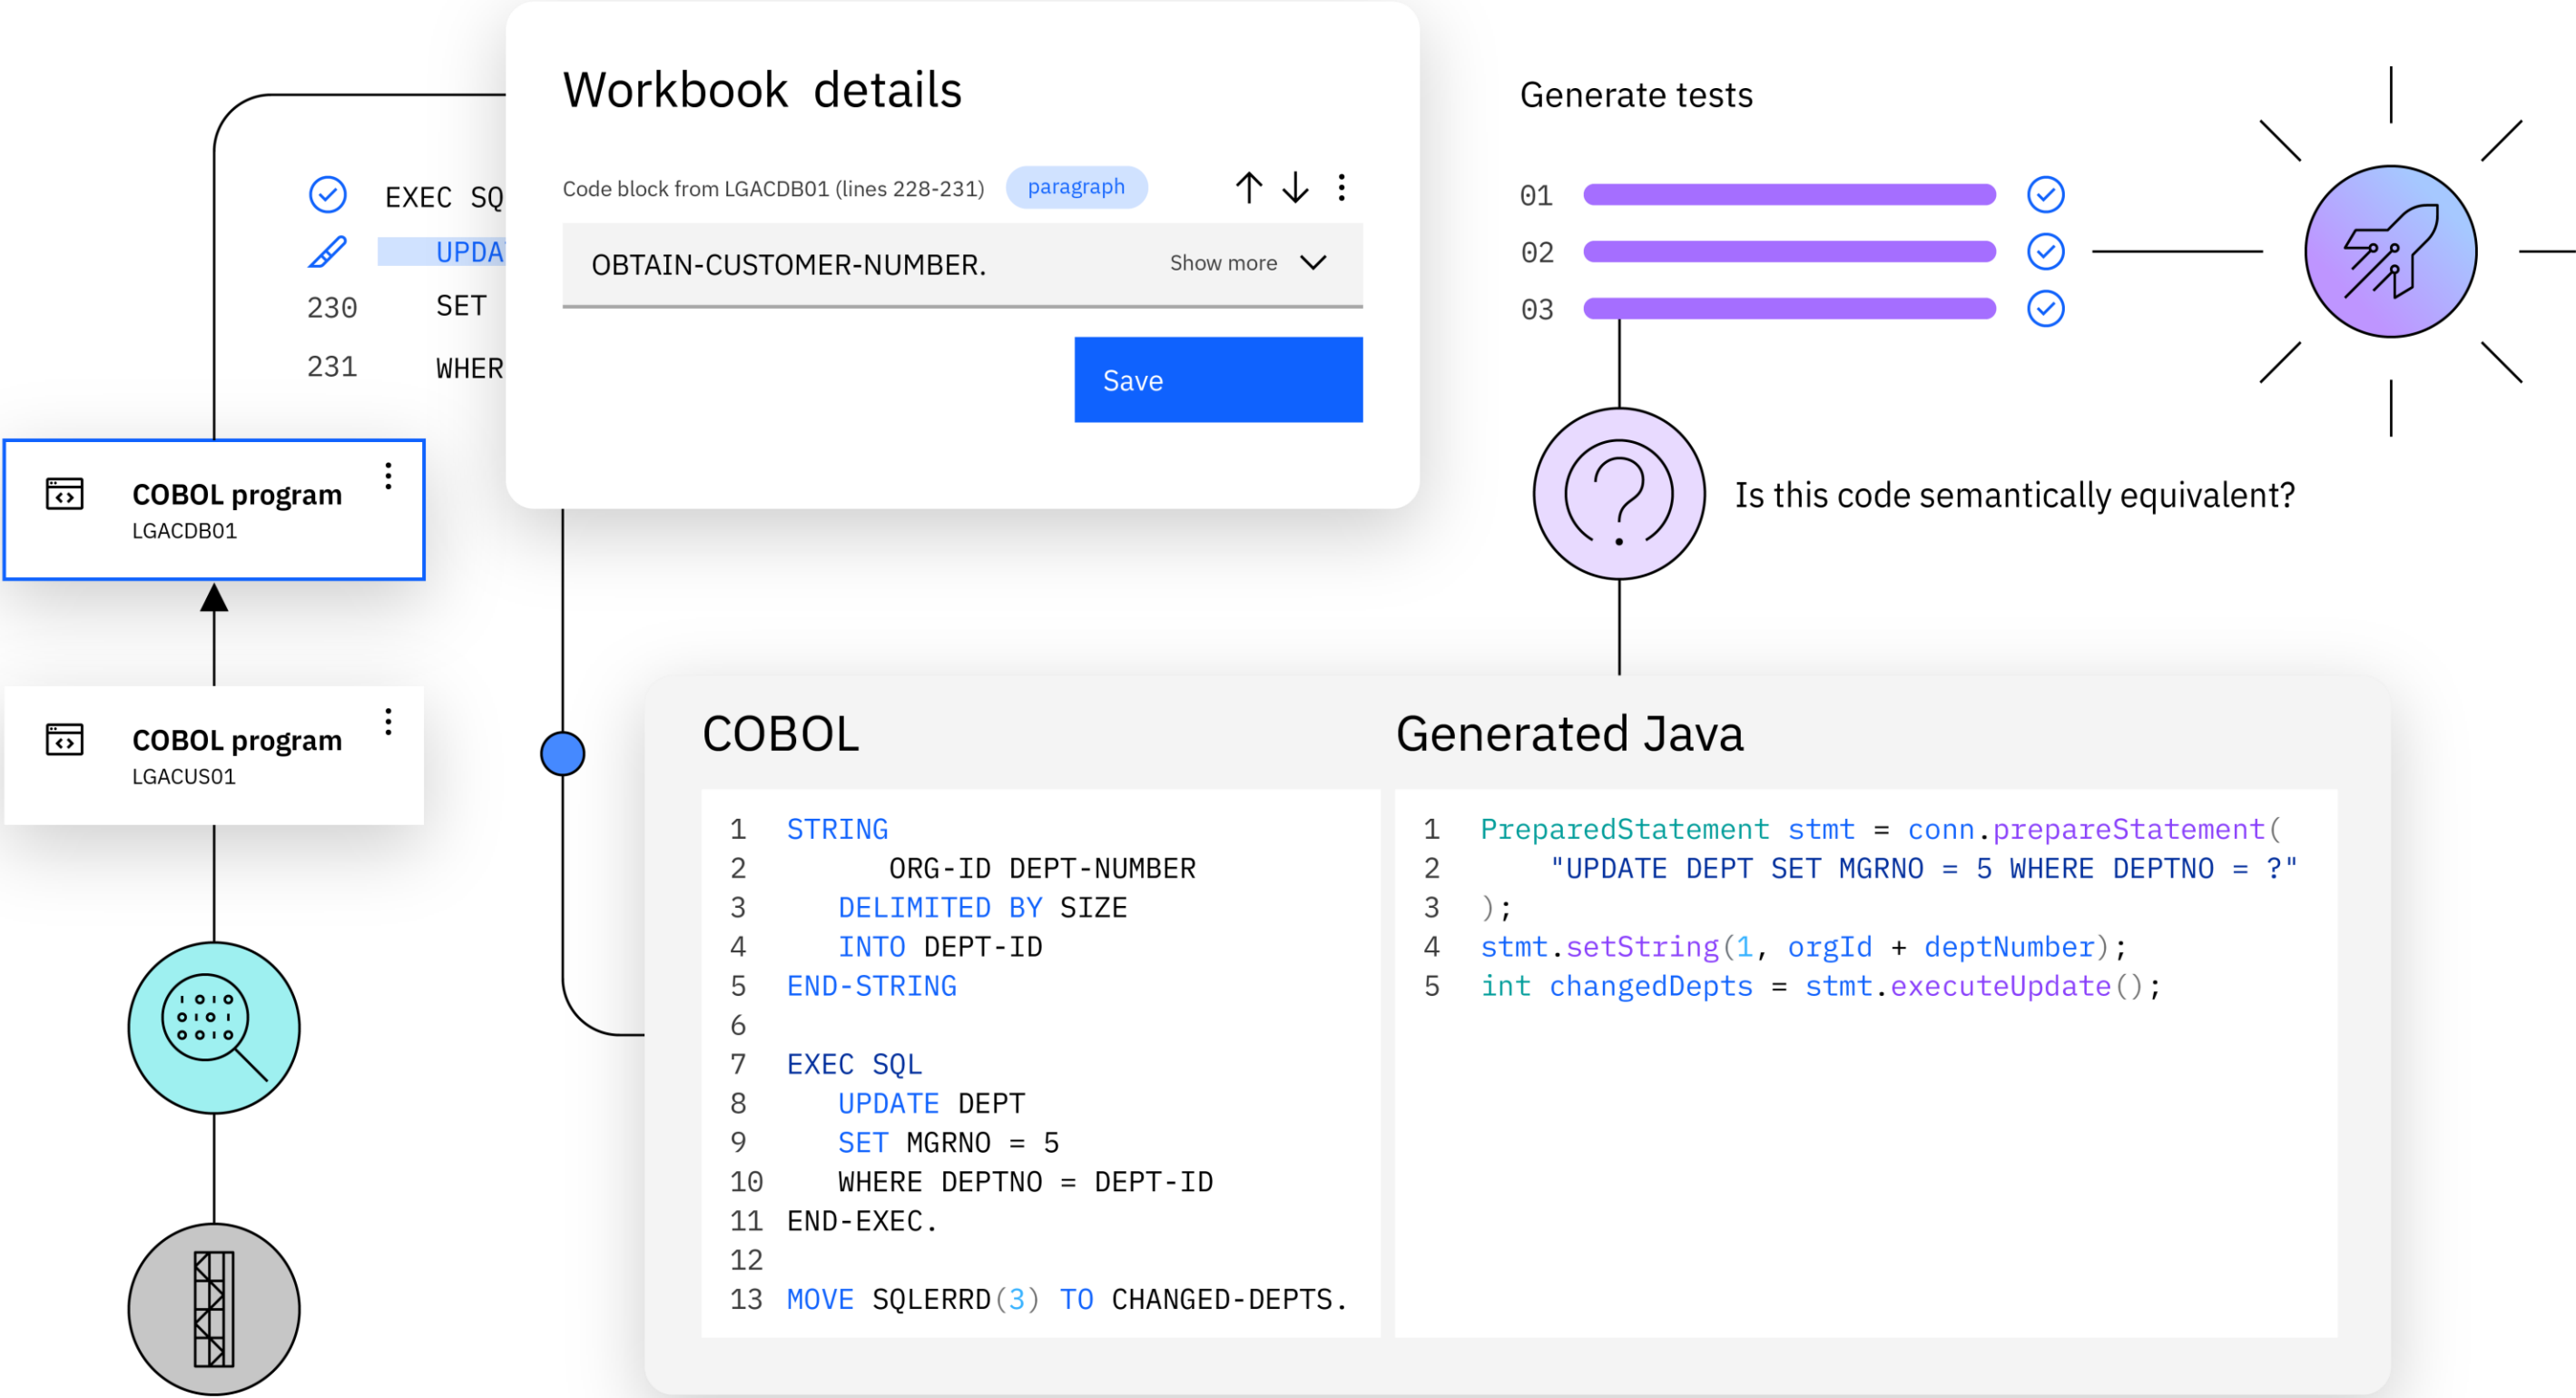 EXEC SQ
UPDA
230 SET
231 WHER
COBOL program
LGACDB01
COBOL program
LGACUS01
Workbook details
Code block from LGACDB01 (lines 228-231) paragraph
OBTAIN-CUSTOMER-NUMBER. Show more
Save
Generate tests
01
02
03
Is this code semantically equivalent?
COBOL
1 STRING
2 ORG-ID DEPT-NUMBER
3 DELIMITED BY SIZE
4 INTO DEPT-ID
5 END-STRING
6
7 EXEC SQL
8 UPDATE DEPT
9 SET MGRNO = 5
10 WHERE DEPTNO = DEPT-ID
11 END-EXEC.
12
13 MOVE SQLERRD(3) TO CHANGED-DEPTS.
Generated Java
1 PreparedStatement stmt = conn.prepareStatement(
2 "UPDATE DEPT SET MGRNO = 5 WHERE DEPTNO = ?"
3 );
4 stmt.setString(1, orgId + deptNumber);
5 int changedDepts = stmt.executeUpdate();